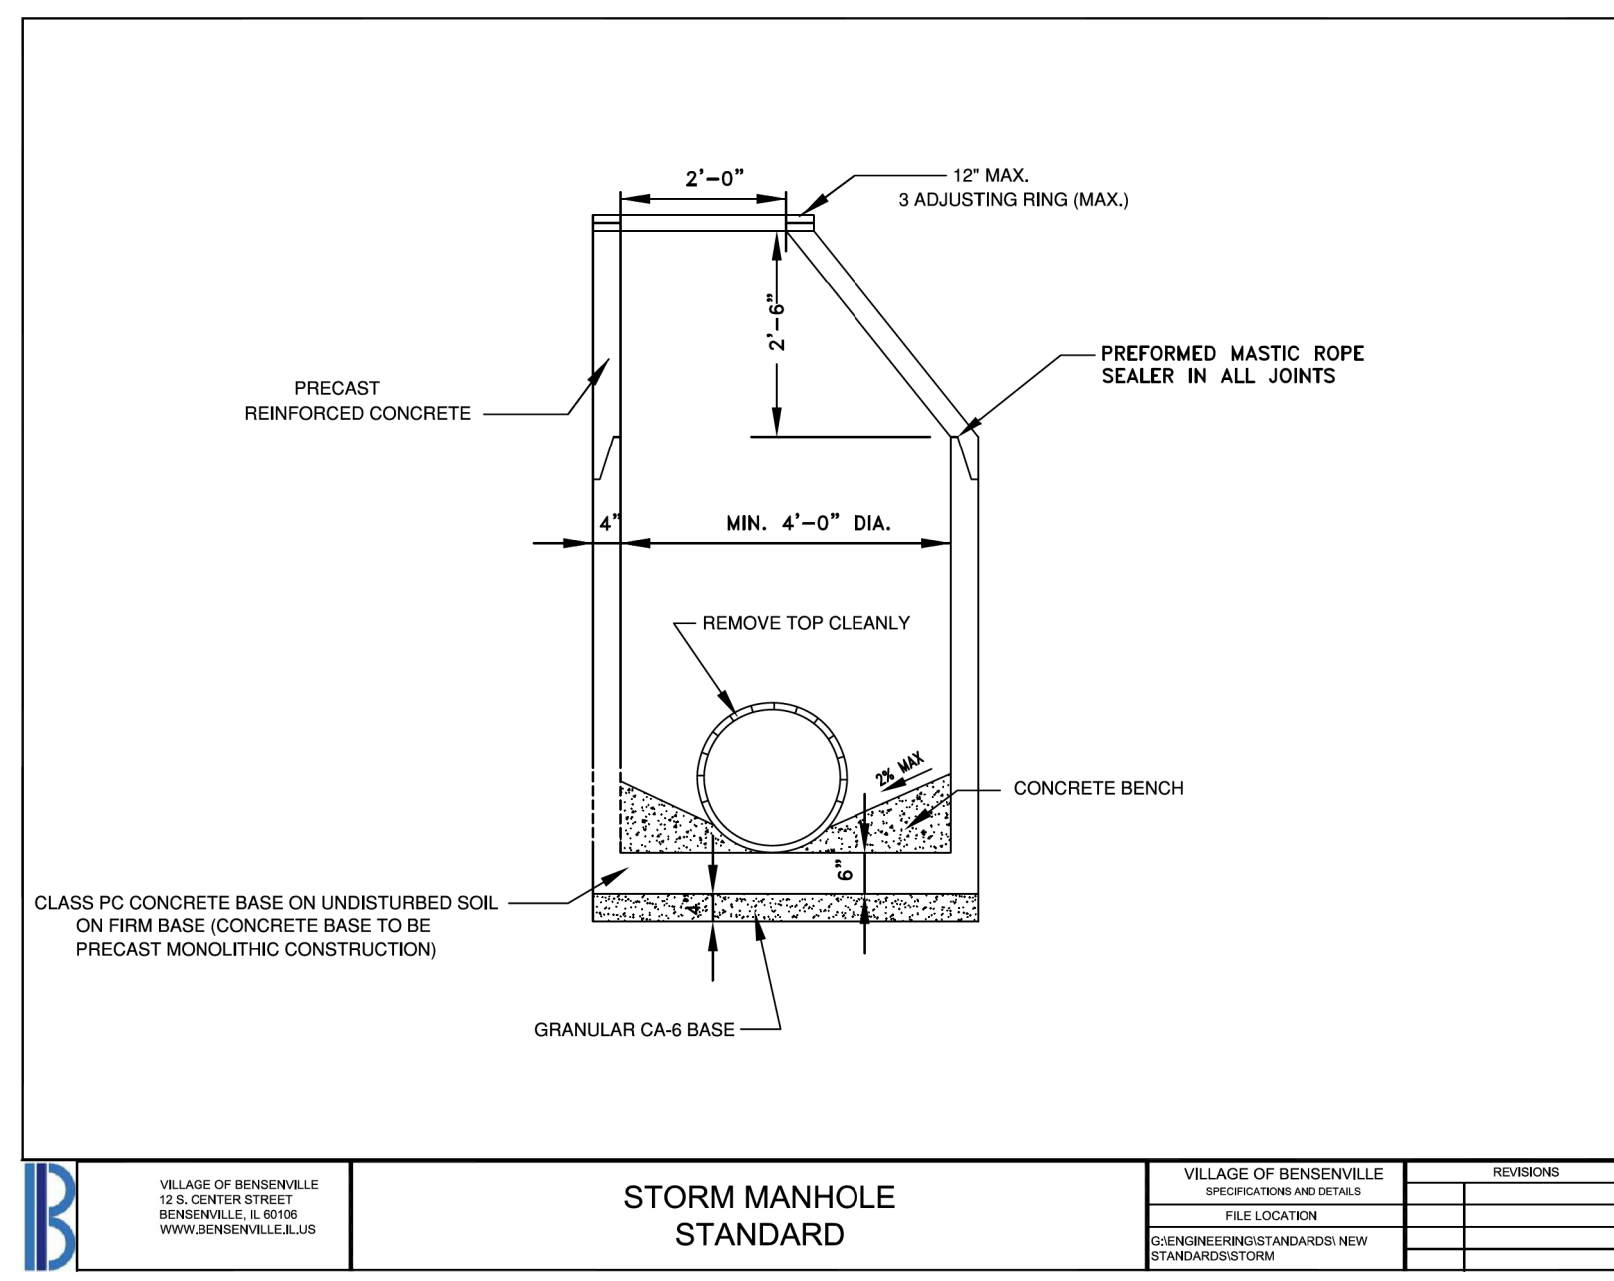 2'-0"
12" MAX.
3 ADJUSTING RING (MAX.)
2'-6"
PREFORMED MASTIC ROPE
SEALER IN ALL JOINTS
PRECAST
REINFORCED CONCRETE
4"
MIN. 4'-0" DIA.
REMOVE TOP CLEANLY
2% MAX
CONCRETE BENCH
6"
4"
CLASS PC CONCRETE BASE ON UNDISTURBED SOIL
ON FIRM BASE (CONCRETE BASE TO BE
PRECAST MONOLITHIC CONSTRUCTION)
GRANULAR CA-6 BASE
VILLAGE OF BENSENVILLE
12 S. CENTER STREET
BENSENVILLE, IL 60106
WWW.BENSENVILLE.IL.US
STORM MANHOLE
STANDARD
VILLAGE OF BENSENVILLE
SPECIFICATIONS AND DETAILS
FILE LOCATION
G:\ENGINEERING\STANDARDS\ NEW
STANDARDS\STORM
REVISIONS